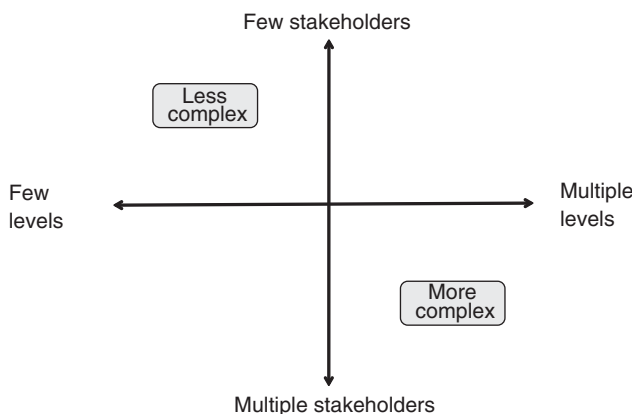 Few stakeholders
Less
complex
Few
levels
Multiple
levels
More
complex
Multiple stakeholders